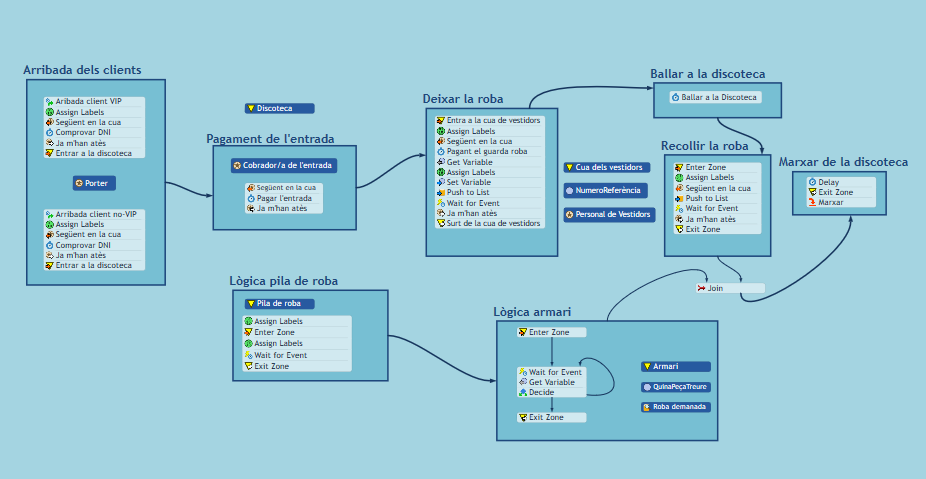 Arribada dels clients
Aribada client VIP
Assign Labels
Següent en la cua
Comprovar DNI
Ja m'han atés
Entrar a la discoteca
Porter
Arribada client no-VIP
Assign Labels
Següent en la cua
Comprovar DNI
Ja m'han atés
Entrar a la discoteca
Discoteca
Pagament de l'entrada
Cobrador/a de l'entrada
Següent en la cua
Pagar l'entrada
Ja m'han atès
Deixar la roba
Entra a la cua de vestidors
Assign Labels
Següent en la cua
Pagant el guarda roba
Get Variable
Assign Labels
Set Variable
Push to List
Wait for Event
Ja m'han atès
Surt de la cua de vestidors
Cua dels vestidors
NumeroReferència
Personal de Vestidors
Ballar a la discoteca
Ballar a la Discoteca
Recollir la roba
Enter Zone
Assign Labels
Següent en la cua
Push to List
Wait for Event
Ja m'han atès
Exit Zone
Marxar de la discoteca
Delay
Exit Zone
Marxar
Join
Lògica pila de roba
Pila de roba
Assign Labels
Enter Zone
Assign Labels
Wait for Event
Exit Zone
Lògica armari
Enter Zone
Wait for Event
Get Variable
Decide
Exit Zone
Armari
QuinaPeçaTreure
Roba demanada